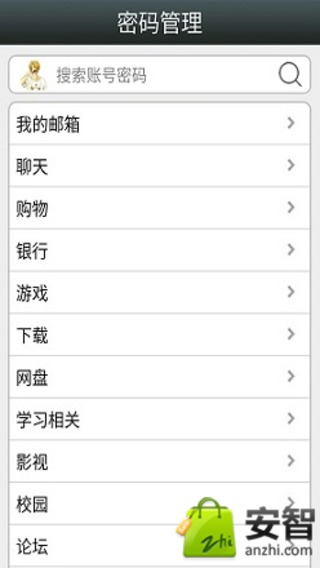 密码管理
搜索账号密码
我的邮箱
聊天
购物
银行
游戏
下载
网盘
学习相关
影视
校园
论坛
zhi
安智
anzhi.com